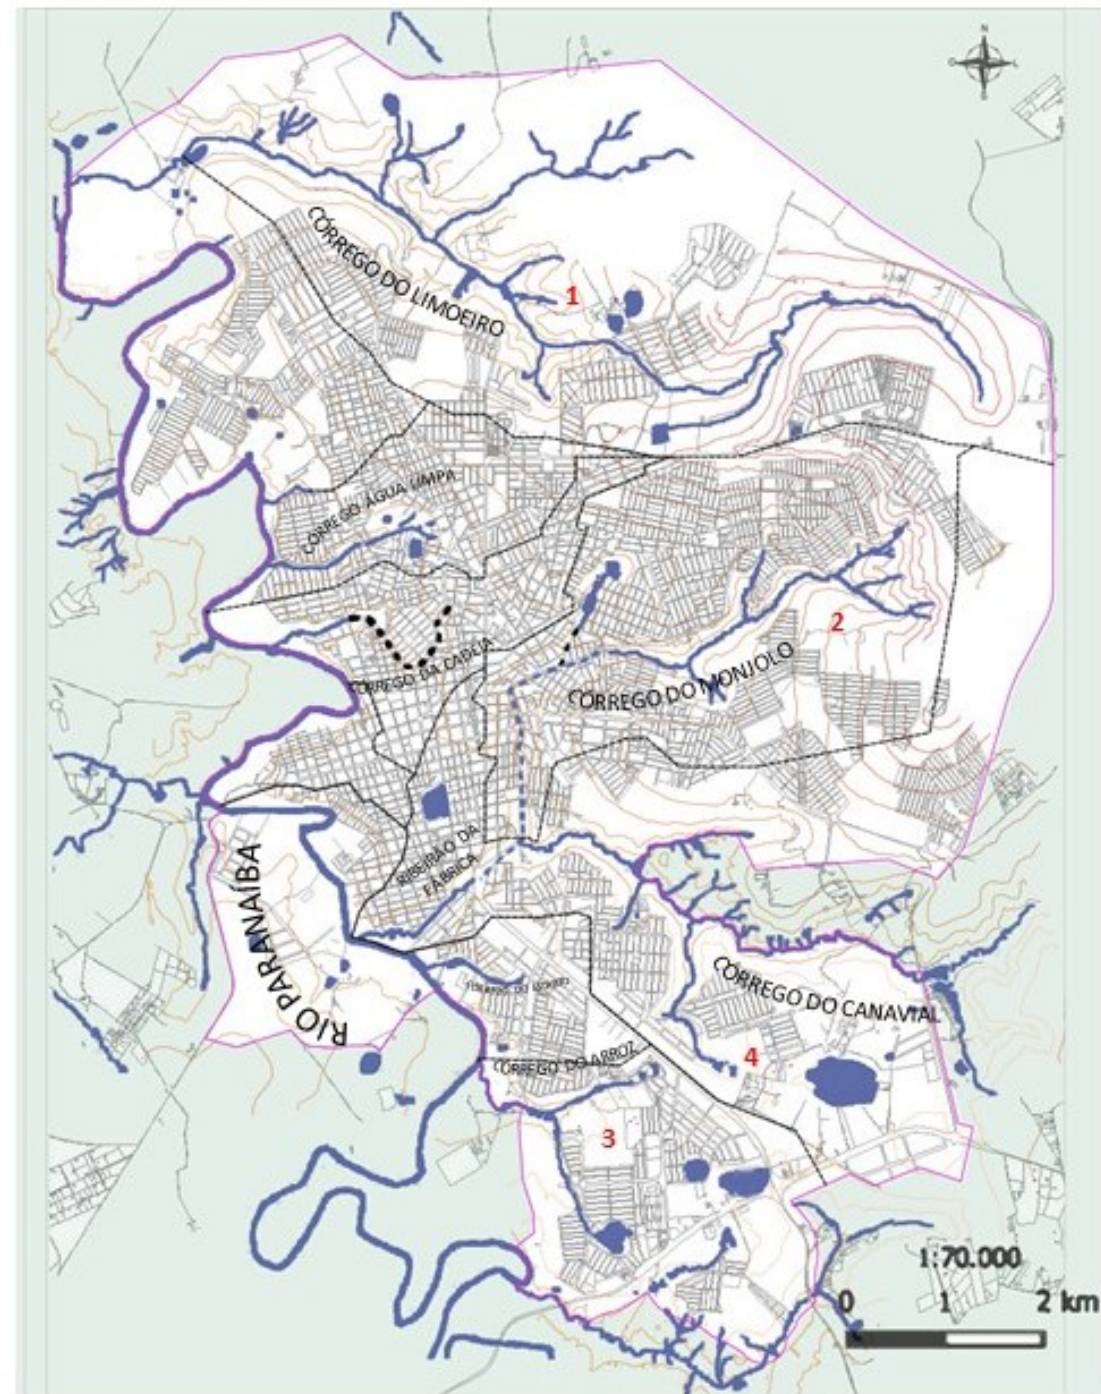 N
CÓRREGO DO LIMOEIRO
1
CÓRREGO ÁGUA LIMPA
2
CÓRREGO DA CADEIA
CÓRREGO DO MONJOLO
RIBEIRÃO DA
FÁBRICA
RIO PARANAÍBA
CÓRREGO DO CANAVIAL
CÓRREGO DO ARROZ
4
3
1:70.000
0 1 2 km